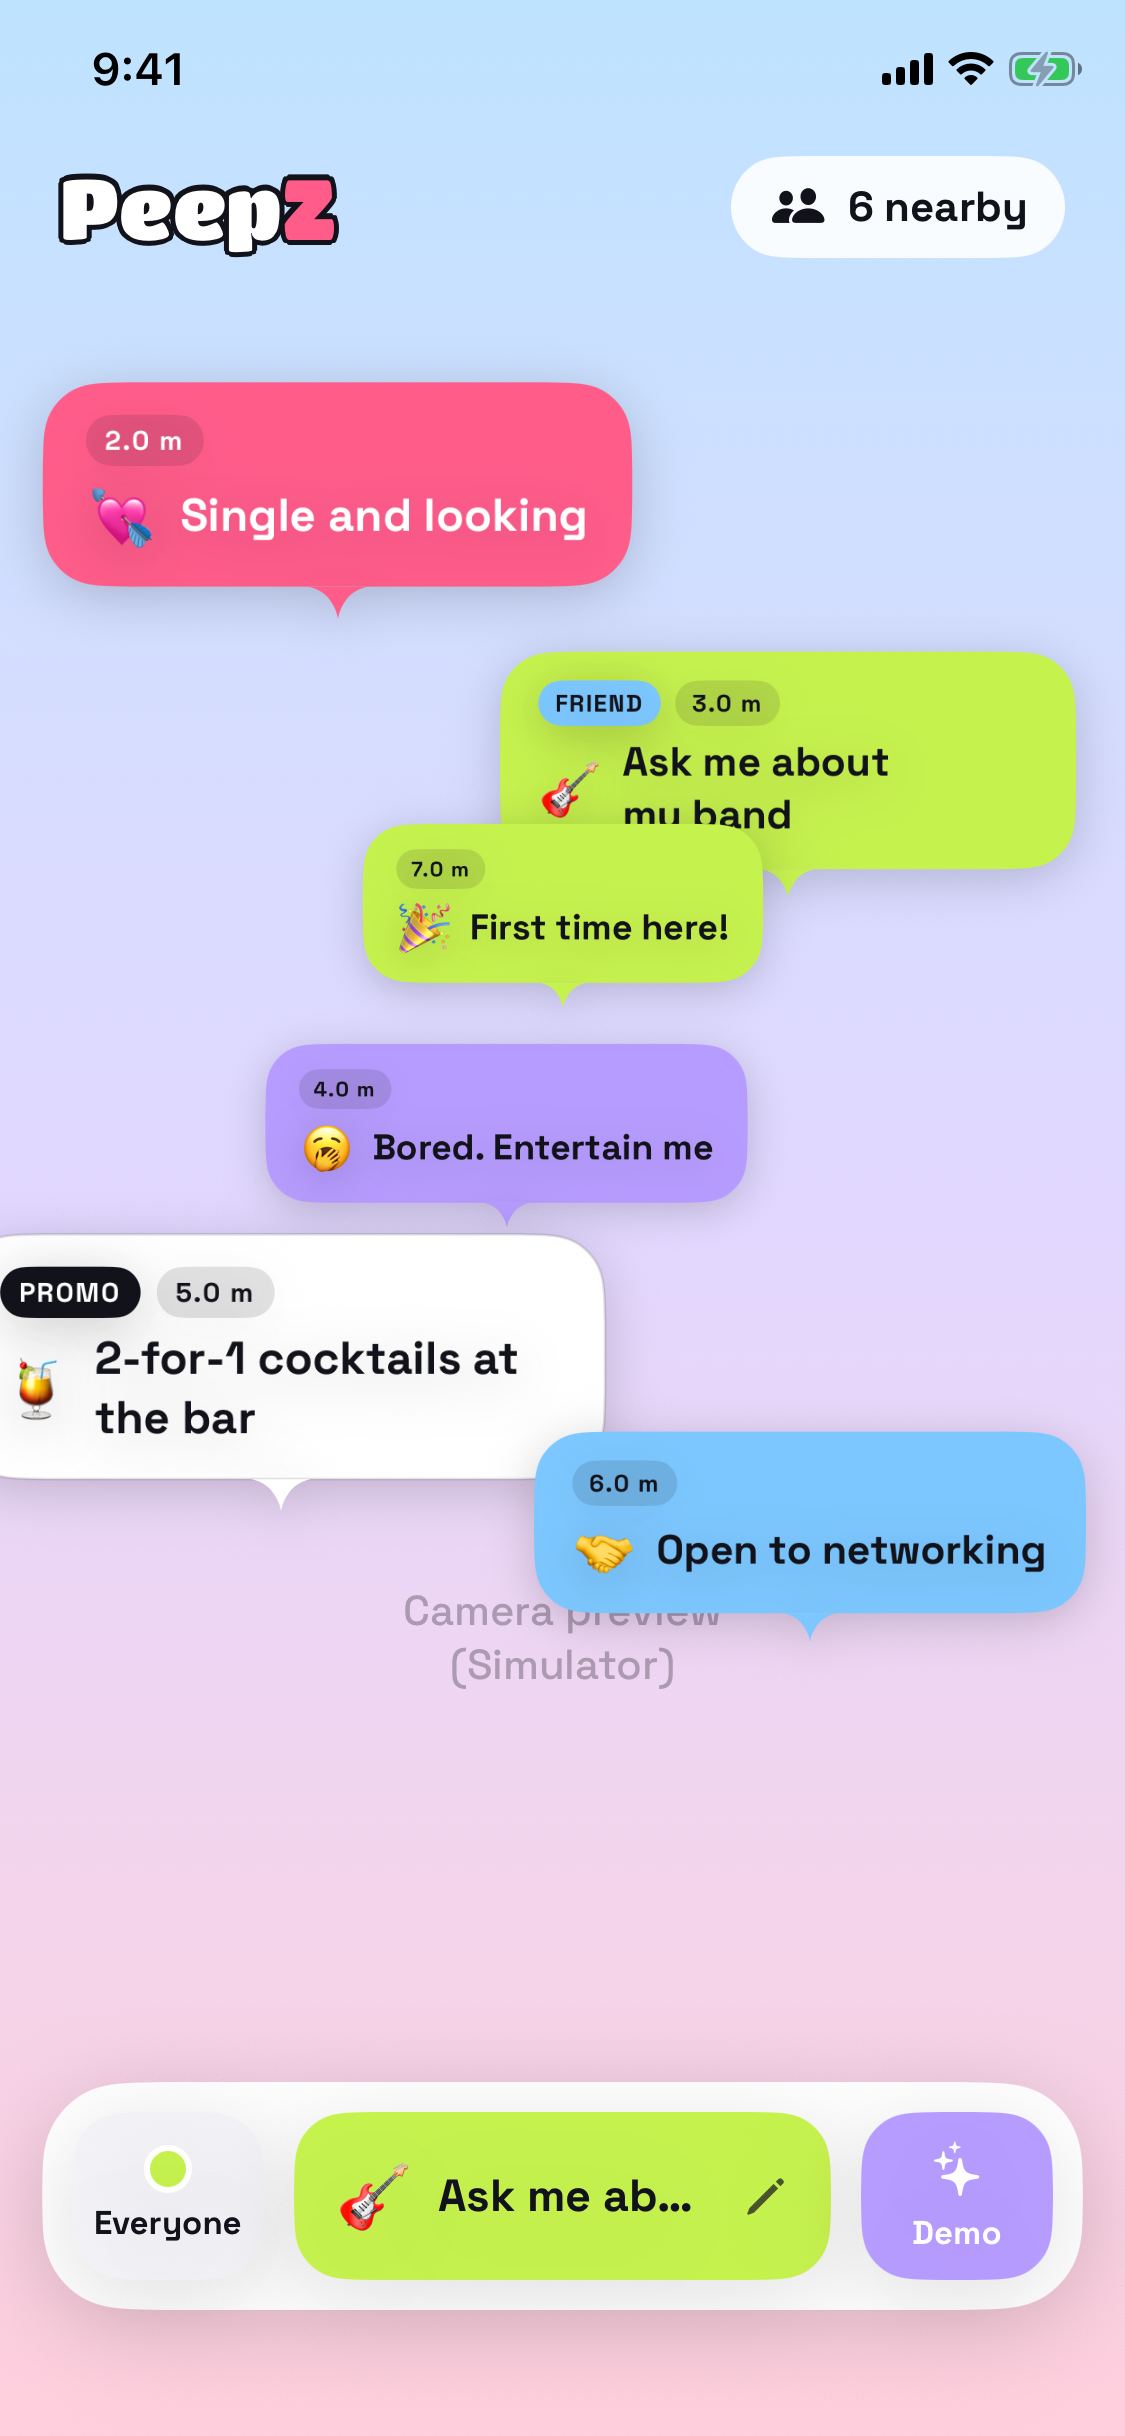 9:41
PeepZ
6 nearby
2.0 m
Single and looking
FRIEND 3.0 m
Ask me about
my band
7.0 m
First time here!
4.0 m
Bored. Entertain me
PROMO 5.0 m
2-for-1 cocktails at
the bar
6.0 m
Open to networking
Camera preview
(Simulator)
Everyone
Ask me ab...
Demo